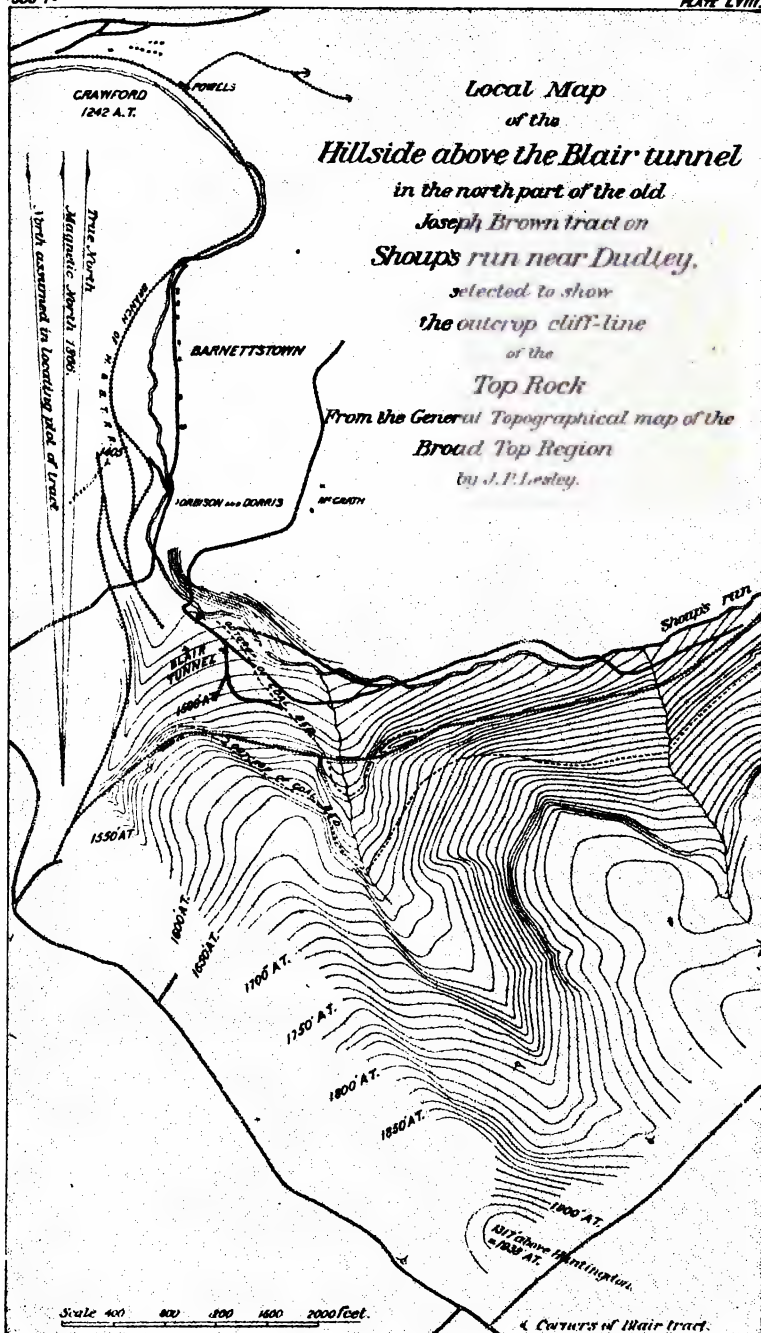 PLATE LVIII.
Local Map
of the
Hillside above the Blair tunnel
in the north part of the old
Joseph Brown tract on
Shoup's run near Dudley,
selected to show
the outcrop cliff-line
of the
Top Rock
From the General Topographical map of the
Broad Top Region
by J.P. Lesley.
POWELLS
CRAWFORD
1242 A.T.
True North
Magnetic North 1856
North assumed in locating plot of tract
BRANCH OF H. & B.T.R.R.
BARNETTSTOWN
1405
ORBISON AND DORRIS
McGRATH
Shoup's run
BLAIR
TUNNEL
1506' A.T.
1550' A.T.
1600' A.T.
1650' A.T.
1700' A.T.
1750' A.T.
1800' A.T.
1850' A.T.
1900' A.T.
1317' above Huntington.
= 1938 A.T.
Scale 400 800 1200 1600 2000 feet.
Corners of Blair tract.